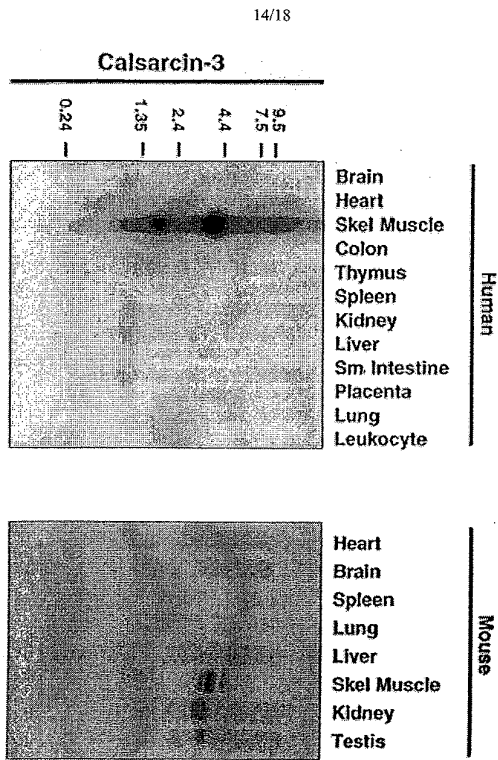 14/18
Calsarcin-3
0.24
1.35
2.4
4.4
7.5
9.5
Brain
Heart
Skel Muscle
Colon
Thymus
Spleen
Kidney
Liver
Sm Intestine
Placenta
Lung
Leukocyte
Human
Heart
Brain
Spleen
Lung
Liver
Skel Muscle
Kidney
Testis
Mouse